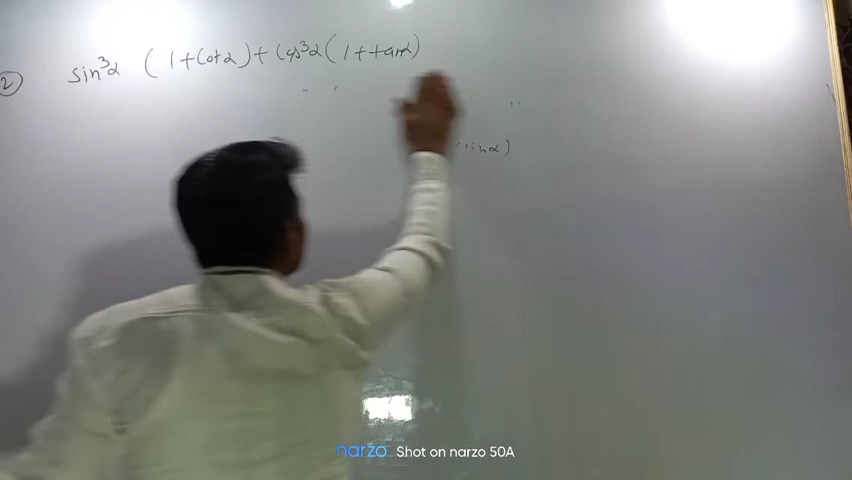 2) sin³α (1+cotα)+cos³α(1+tanα)
sinα)
narzo Shot on narzo 50A